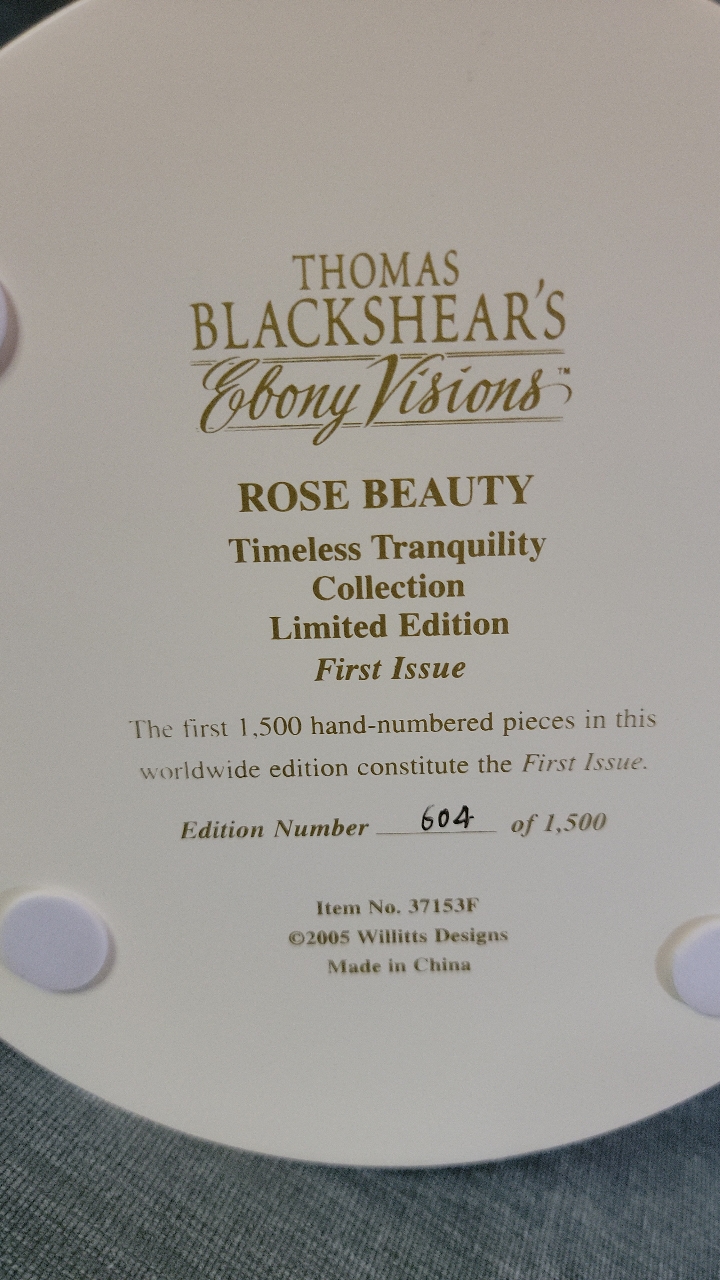 THOMAS
BLACKSHEAR'S
Ebony Visions™
ROSE BEAUTY
Timeless Tranquility
Collection
Limited Edition
First Issue
The first 1,500 hand-numbered pieces in this
worldwide edition constitute the First Issue.
Edition Number 604 of 1,500
Item No. 37153F
©2005 Willitts Designs
Made in China